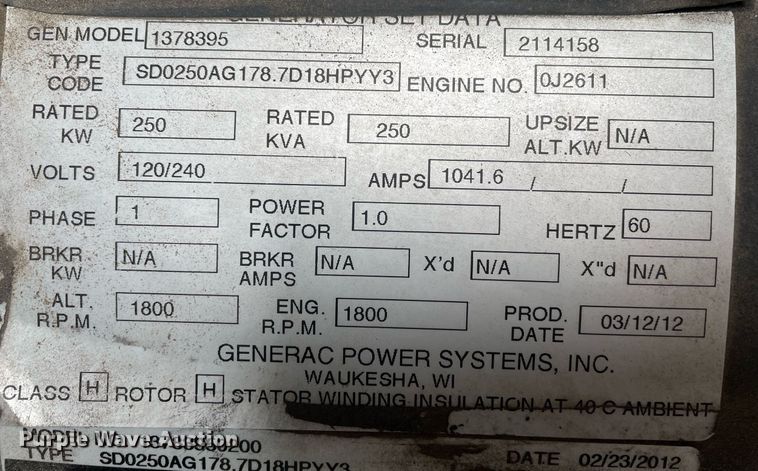 GENERATOR SET DATA
GEN MODEL 1378395 SERIAL 2114158
TYPE CODE SD0250AG178.7D18HPYY3 ENGINE NO. 0J2611
RATED KW 250 RATED KVA 250 UPSIZE ALT.KW N/A
VOLTS 120/240 AMPS 1041.6 / /
PHASE 1 POWER FACTOR 1.0 HERTZ 60
BRKR KW N/A BRKR AMPS N/A X'd N/A X"d N/A
ALT. R.P.M. 1800 ENG. R.P.M. 1800 PROD. DATE 03/12/12
GENERAC POWER SYSTEMS, INC.
WAUKESHA, WI
CLASS H ROTOR H STATOR WINDING INSULATION AT 40 C AMBIENT
Purple Wave Auction
TYPE SD0250AG178.7D18HPYY3 DATE 02/23/2012